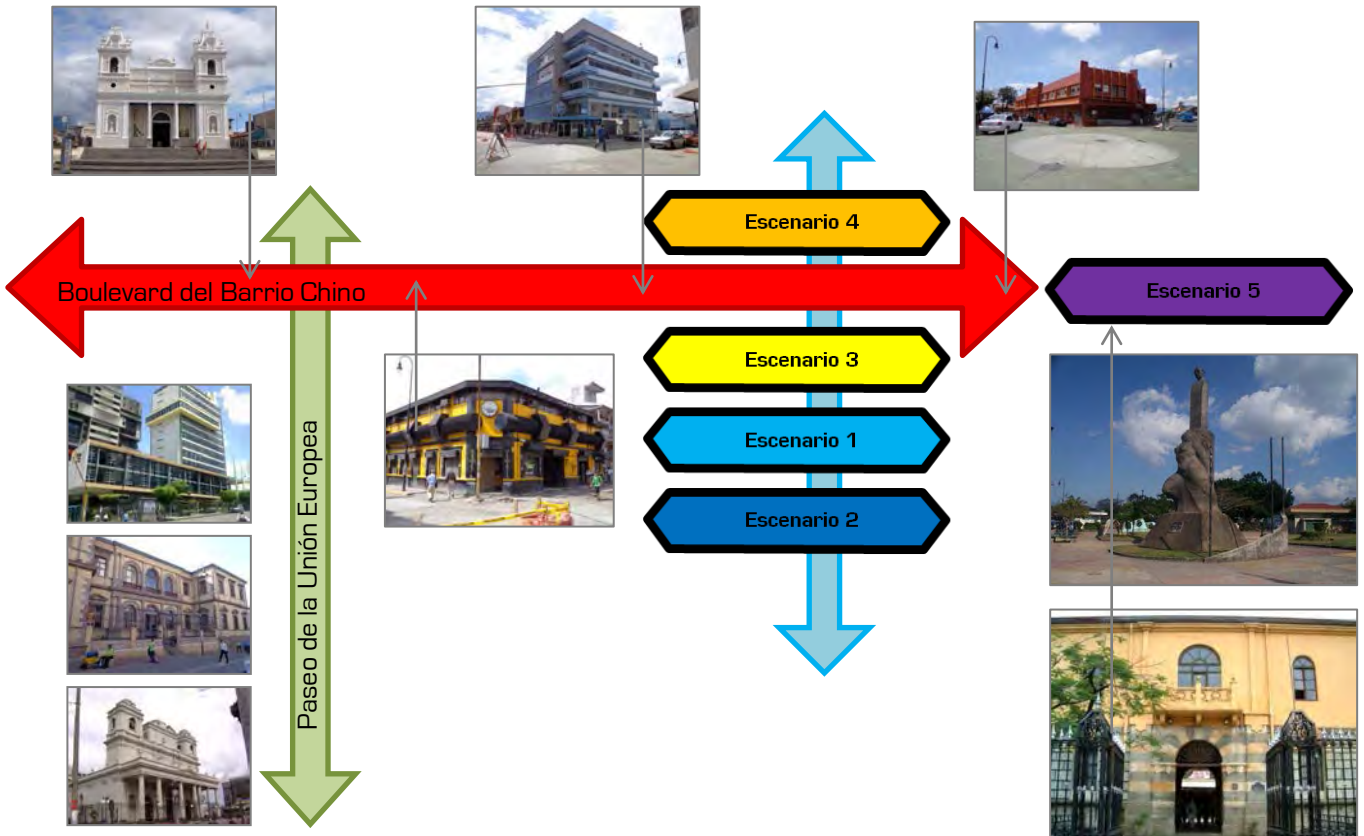 Escenario 4
Boulevard del Barrio Chino
Escenario 5
Escenario 3
Escenario 1
Escenario 2
Paseo de la Unión Europea